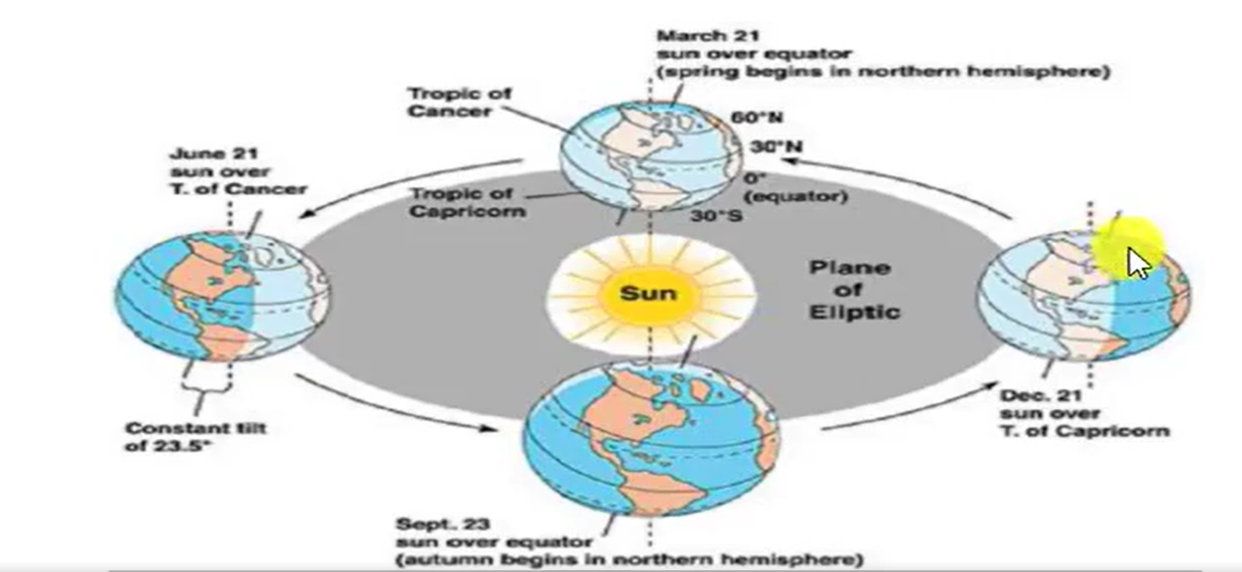 March 21
sun over equator
(spring begins in northern hemisphere)
Tropic of
Cancer
60°N
30°N
0°
(equator)
30°S
June 21
sun over
T. of Cancer
Tropic of
Capricorn
Sun
Plane
of
Eliptic
Constant tilt
of 23.5°
Dec. 21
sun over
T. of Capricorn
Sept. 23
sun over equator
(autumn begins in northern hemisphere)